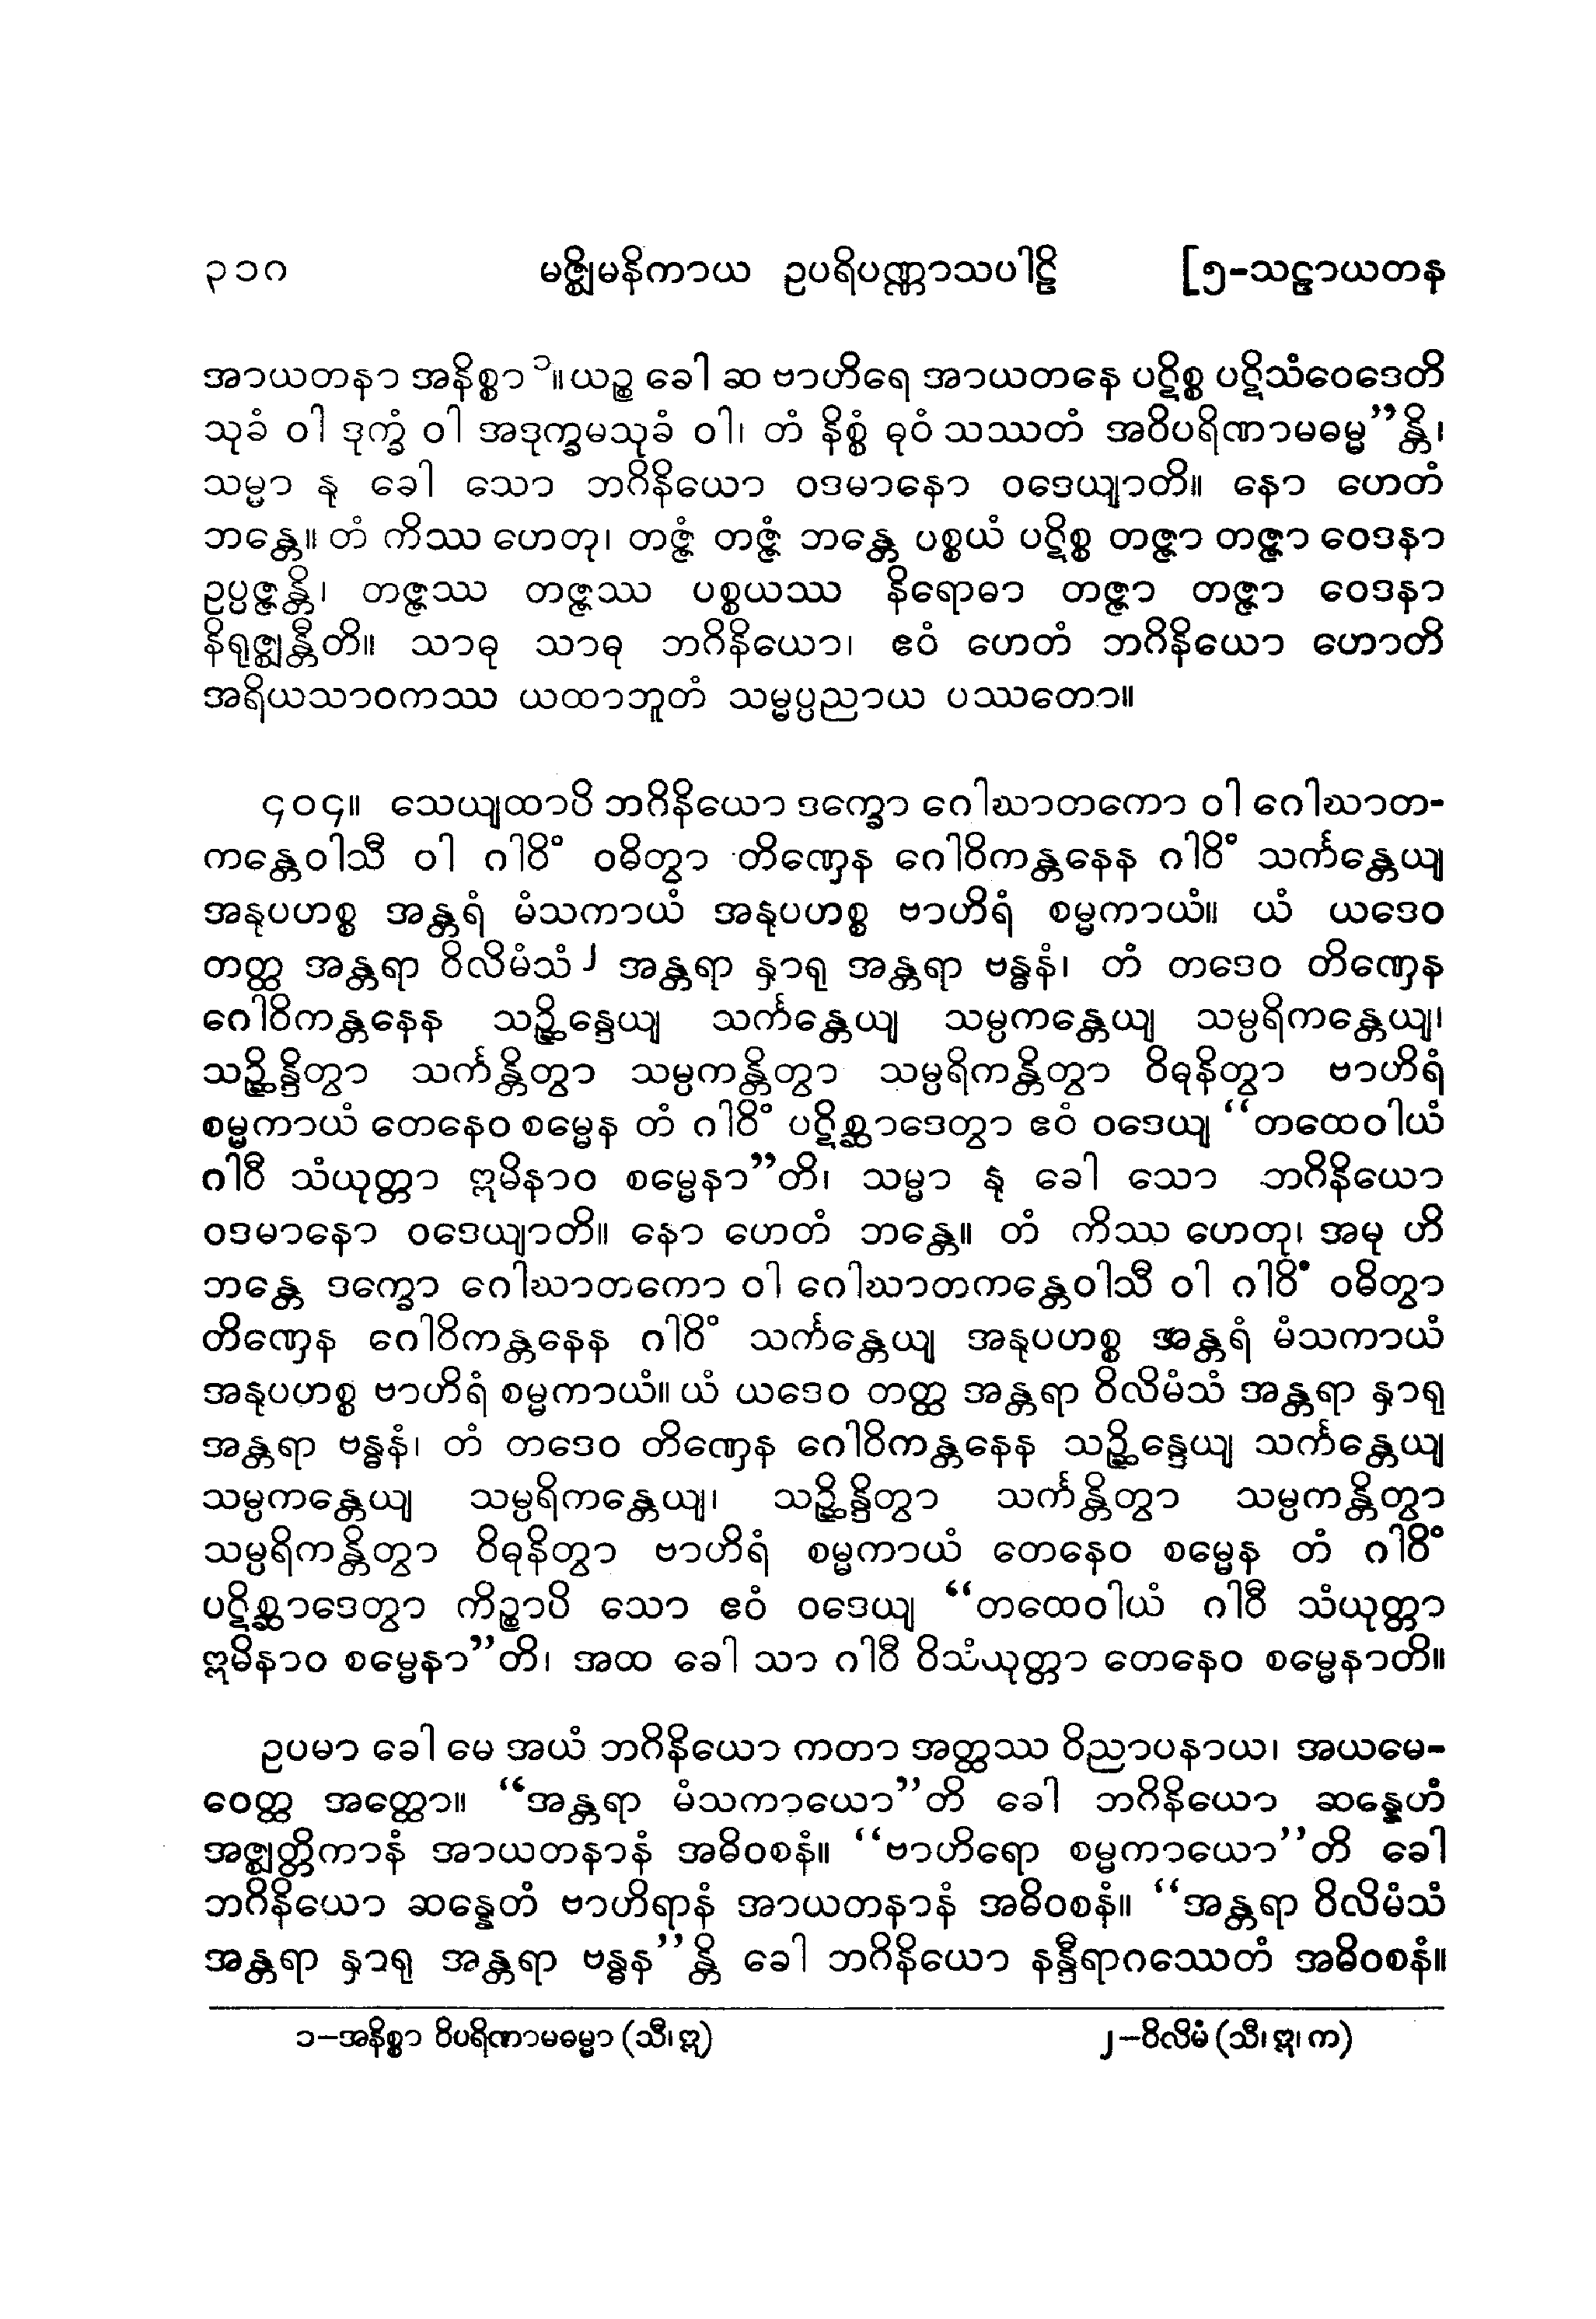 ၃၁၈ မဇ္ဈိမနိကာယ ဥပရိပဏ္ဏာသပါဠိ [၅-သဠာယတန
အာယတနာ အနိစ္စာ ၁။ ယဉ္စ ခေါ ဆ ဗာဟိရေ အာယတနေ ပဋိစ္စ ပဋိသံဝေဒေတိ
သုခံ ဝါ ဒုက္ခံ ဝါ အဒုက္ခမသုခံ ဝါ၊ တံ နိစ္စံ ဓုဝံ သဿတံ အဝိပရိဏာမဓမ္မ”န္တိ၊
သမ္မာ နု ခေါ သော ဘဂိနိယော ဝဒမာနော ဝဒေယျာတိ။ နော ဟေတံ
ဘန္တေ။ တံ ကိဿ ဟေတု၊ တဇ္ဇံ တဇ္ဇံ ဘန္တေ ပစ္စယံ ပဋိစ္စ တဇ္ဇာ တဇ္ဇာ ဝေဒနာ
ဥပ္ပဇ္ဇန္တိ၊ တဇ္ဇဿ တဇ္ဇဿ ပစ္စယဿ နိရောဓာ တဇ္ဇာ တဇ္ဇာ ဝေဒနာ
နိရုဇ္ဈန္တီတိ။ သာဓု သာဓု ဘဂိနိယော၊ ဧဝံ ဟေတံ ဘဂိနိယော ဟောတိ
အရိယသာဝကဿ ယထာဘူတံ သမ္မပ္ပညာယ ပဿတော။
၄၀၄။ သေယျထာပိ ဘဂိနိယော ဒက္ခော ဂေါဃာတကော ဝါ ဂေါဃာတ-
ကန္တေဝါသီ ဝါ ဂါဝိံ ဝဓိတွာ တိဏှေန ဂေါဝိကန္တနေန ဂါဝိံ သင်္ကန္တေယျ
အနုပဟစ္စ အန္တရံ မံသကာယံ အနုပဟစ္စ ဗာဟိရံ စမ္မကာယံ။ ယံ ယဒေဝ
တတ္ထ အန္တရာ ဝိလိမံသံ ၂ အန္တရာ နှာရု အန္တရာ ဗန္ဓနံ၊ တံ တဒေဝ တိဏှေန
ဂေါဝိကန္တနေန သဉ္ဆိန္ဒေယျ သင်္ကန္တေယျ သမ္ပကန္တေယျ သမ္ပရိကန္တေယျ၊
သဉ္ဆိန္ဒိတွာ သင်္ကန္တိတွာ သမ္ပကန္တိတွာ သမ္ပရိကန္တိတွာ ဝိဓုနိတွာ ဗာဟိရံ
စမ္မကာယံ တေနေဝ စမ္မေန တံ ဂါဝိံ ပဋိစ္ဆာဒေတွာ ဧဝံ ဝဒေယျ “တထေဝါယံ
ဂါဝီ သံယုတ္တာ ဣမိနာဝ စမ္မေနာ”တိ၊ သမ္မာ နု ခေါ သော ဘဂိနိယော
ဝဒမာနော ဝဒေယျာတိ။ နော ဟေတံ ဘန္တေ။ တံ ကိဿ ဟေတု၊ အမု ဟိ
ဘန္တေ ဒက္ခော ဂေါဃာတကော ဝါ ဂေါဃာတကန္တေဝါသီ ဝါ ဂါဝိံ ဝဓိတွာ
တိဏှေန ဂေါဝိကန္တနေန ဂါဝိံ သင်္ကန္တေယျ အနုပဟစ္စ အန္တရံ မံသကာယံ
အနုပဟစ္စ ဗာဟိရံ စမ္မကာယံ။ ယံ ယဒေဝ တတ္ထ အန္တရာ ဝိလိမံသံ အန္တရာ နှာရု
အန္တရာ ဗန္ဓနံ၊ တံ တဒေဝ တိဏှေန ဂေါဝိကန္တနေန သဉ္ဆိန္ဒေယျ သင်္ကန္တေယျ
သမ္ပကန္တေယျ သမ္ပရိကန္တေယျ၊ သဉ္ဆိန္ဒိတွာ သင်္ကန္တိတွာ သမ္ပကန္တိတွာ
သမ္ပရိကန္တိတွာ ဝိဓုနိတွာ ဗာဟိရံ စမ္မကာယံ တေနေဝ စမ္မေန တံ ဂါဝိံ
ပဋိစ္ဆာဒေတွာ ကိဉ္စာပိ သော ဧဝံ ဝဒေယျ “တထေဝါယံ ဂါဝီ သံယုတ္တာ
ဣမိနာဝ စမ္မေနာ”တိ၊ အထ ခေါ သာ ဂါဝီ ဝိသံယုတ္တာ တေနေဝ စမ္မေနာတိ။
ဥပမာ ခေါ မေ အယံ ဘဂိနိယော ကတာ အတ္ထဿ ဝိညာပနာယ၊ အယမေ-
ဝေတ္ထ အတ္ထော။ “အန္တရာ မံသကာယော”တိ ခေါ ဘဂိနိယော ဆန္နေဟံ
အဇ္ဈတ္တိကာနံ အာယတနာနံ အဓိဝစနံ။ “ဗာဟိရော စမ္မကာယော”တိ ခေါ
ဘဂိနိယော ဆန္နေတံ ဗာဟိရာနံ အာယတနာနံ အဓိဝစနံ။ “အန္တရာ ဝိလိမံသံ
အန္တရာ နှာရု အန္တရာ ဗန္ဓန”န္တိ ခေါ ဘဂိနိယော နန္ဒီရာဂဿေတံ အဓိဝစနံ။
၁–အနိစ္စာ ဝိပရိဏာမဓမ္မာ (သီ၊ ဣ) ၂–ဝိလိမံ (သီ၊ ဣ၊ က)